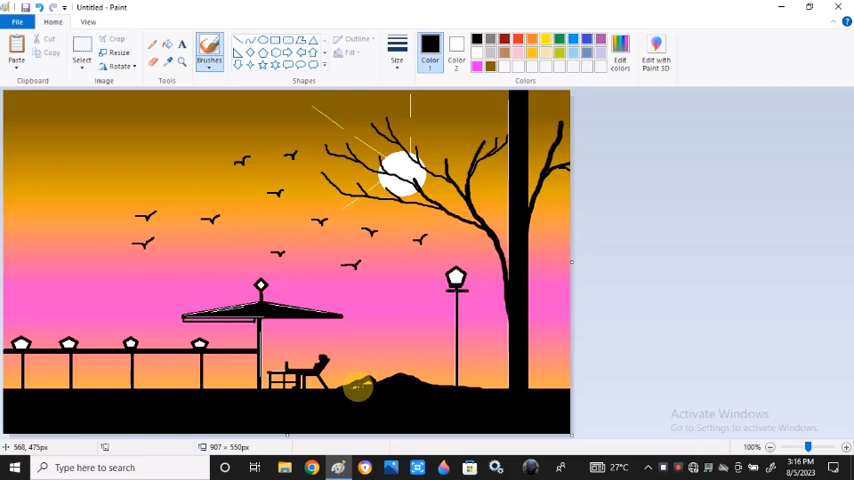 Untitled - Paint
File Home View
Cut
Copy
Paste
Crop
Resize
Rotate
Select
Brushes
Outline
Fill
Size
Color 1
Color 2
Edit colors
Edit with Paint 3D
Clipboard Image Tools Shapes Colors
Activate Windows
Go to Settings to activate Windows.
568, 475px 907 × 550px 100%
Type here to search
27°C
3:16 PM
8/5/2023